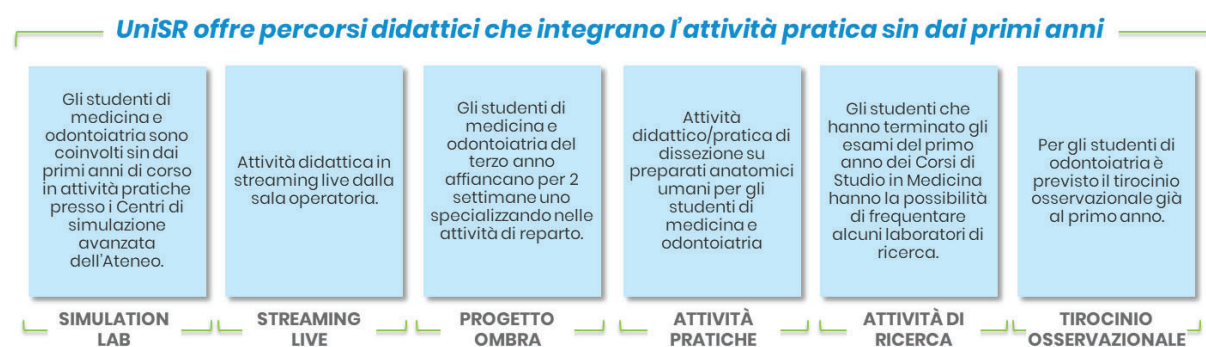 UniSR offre percorsi didattici che integrano l'attività pratica sin dai primi anni
Gli studenti di
medicina e
odontoiatria sono
coinvolti sin dai
primi anni di corso
in attività pratiche
presso i Centri di
simulazione
avanzata
dell'Ateneo.
SIMULATION
LAB
Attività didattica in
streaming live dalla
sala operatoria.
STREAMING
LIVE
Gli studenti di
medicina e
odontoiatria del
terzo anno
affiancano per 2
settimane uno
specializzando nelle
attività di reparto.
PROGETTO
OMBRA
Attività
didattico/pratica di
dissezione su
preparati anatomici
umani per gli
studenti di
medicina e
odontoiatria
ATTIVITÀ
PRATICHE
Gli studenti che
hanno terminato gli
esami del primo
anno dei Corsi di
Studio in Medicina
hanno la possibilità
di frequentare
alcuni laboratori di
ricerca.
ATTIVITÀ DI
RICERCA
Per gli studenti di
odontoiatria è
previsto il tirocinio
osservazionale già
al primo anno.
TIROCINIO
OSSERVAZIONALE